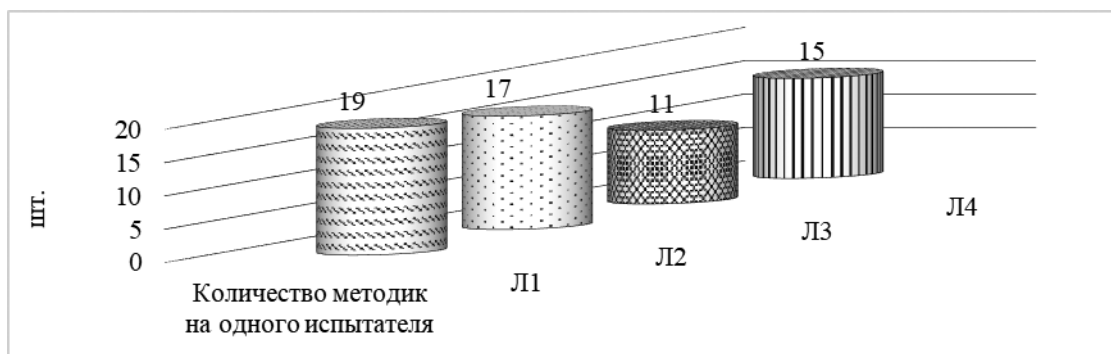 15
19
17
11
20
15
10
5
0
шт.
Л4
Л3
Л2
Л1
Количество методик
на одного испытателя